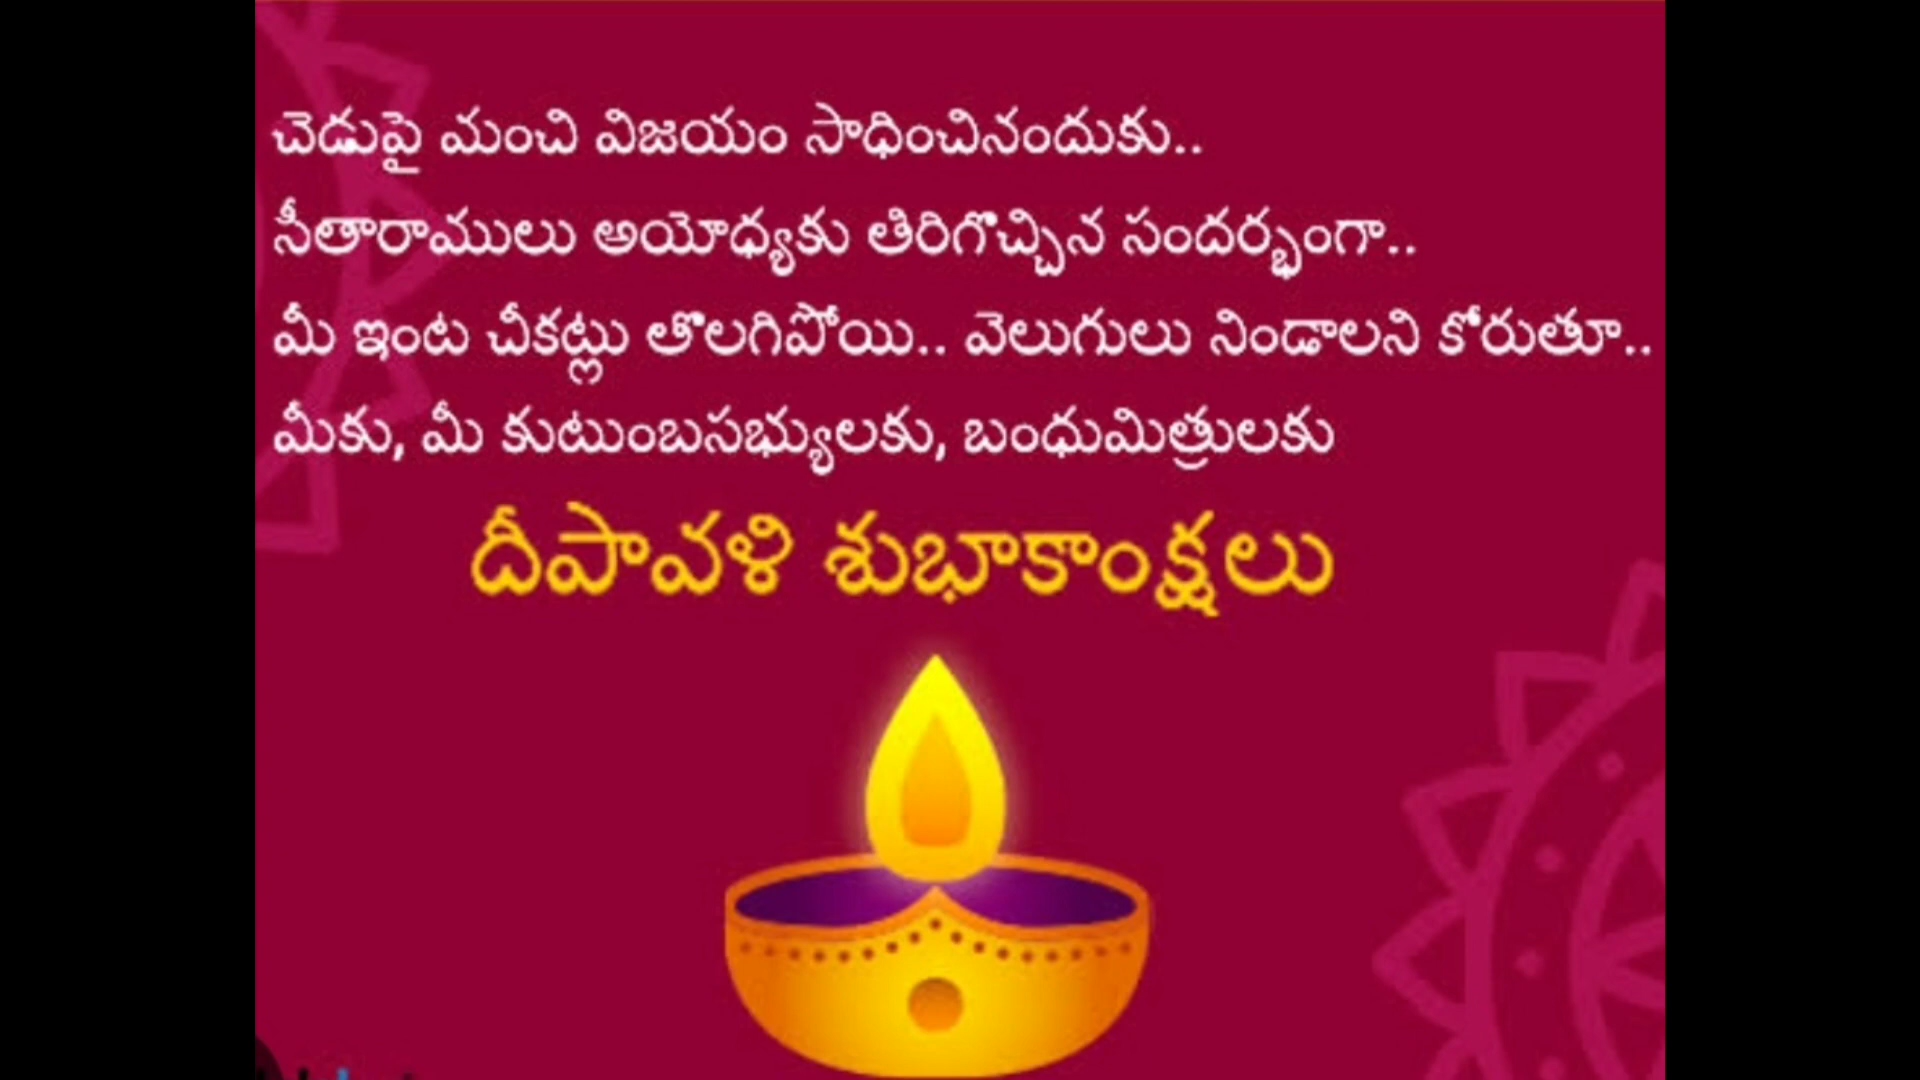 చెడుపై మంచి విజయం సాధించినందుకు..
సీతారాములు అయోధ్యకు తిరిగొచ్చిన సందర్భంగా..
మీ ఇంట చీకట్లు తొలగిపోయి.. వెలుగులు నిండాలని కోరుతూ..
మీకు, మీ కుటుంబసభ్యులకు, బంధుమిత్రులకు
దీపావళి శుభాకాంక్షలు